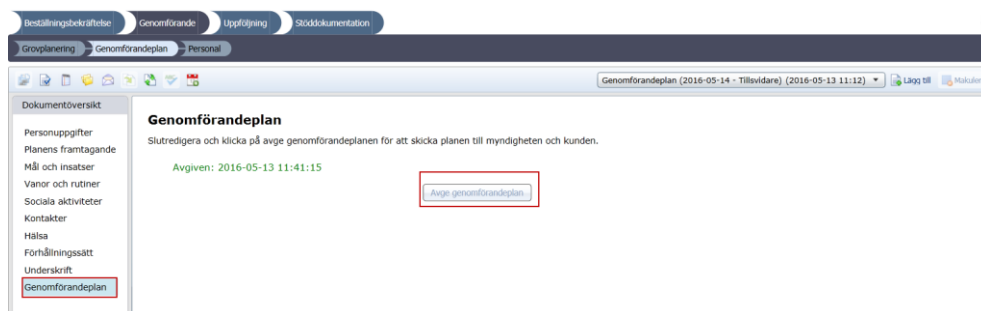 Beställningsbekräftelse Genomförande Uppföljning Stöddokumentation
Grovplanering Genomförandeplan Personal
Genomförandeplan (2016-05-14 - Tillsvidare) (2016-05-13 11:12) Lägg till Makuler
Dokumentöversikt
Personuppgifter
Planens framtagande
Mål och insatser
Vanor och rutiner
Sociala aktiviteter
Kontakter
Hälsa
Förhållningssätt
Underskrift
Genomförandeplan
Genomförandeplan
Slutredigera och klicka på avge genomförandeplanen för att skicka planen till myndigheten och kunden.
Avgiven: 2016-05-13 11:41:15
Avge genomförandeplan